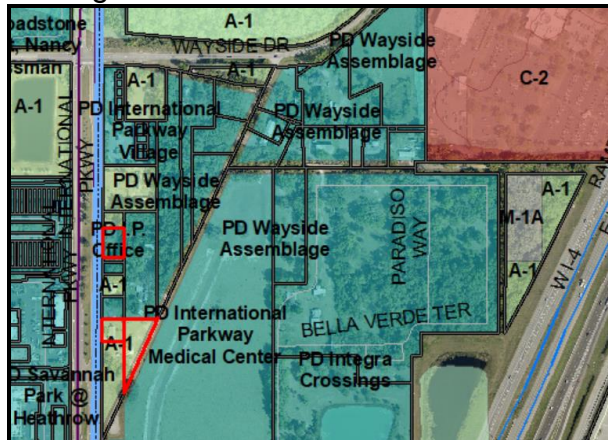 A-1
oadstone
, Nancy
sman
WAYSIDE DR
PD Wayside
Assemblage
A-1
A-1
A-1
C-2
PD International
Parkway
Village
PD Wayside
Assemblage
INTERNATIONAL
PKWY
PD Wayside
Assemblage
A-1
M-1A
PARADISO
WAY
PD Wayside
Assemblage
Office
W I-4
A-1
A-1
PD International
Parkway
Medical Center
BELLA VERDE TER
A-1
PD Integra
Crossings
Savannah
Park @
Heathrow